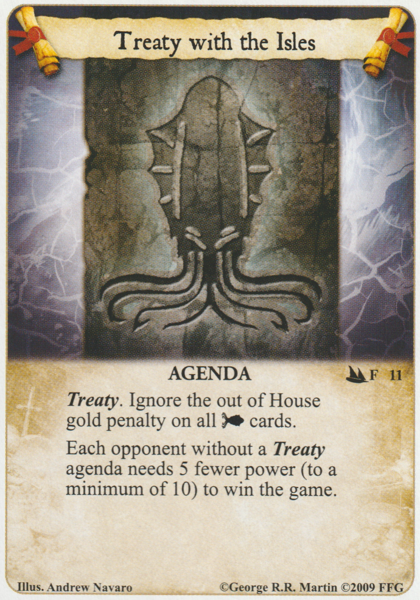 Treaty with the Isles
AGENDA
F 11
Treaty. Ignore the out of House
gold penalty on all cards.
Each opponent without a Treaty
agenda needs 5 fewer power (to a
minimum of 10) to win the game.
Illus. Andrew Navaro
©George R.R. Martin ©2009 FFG